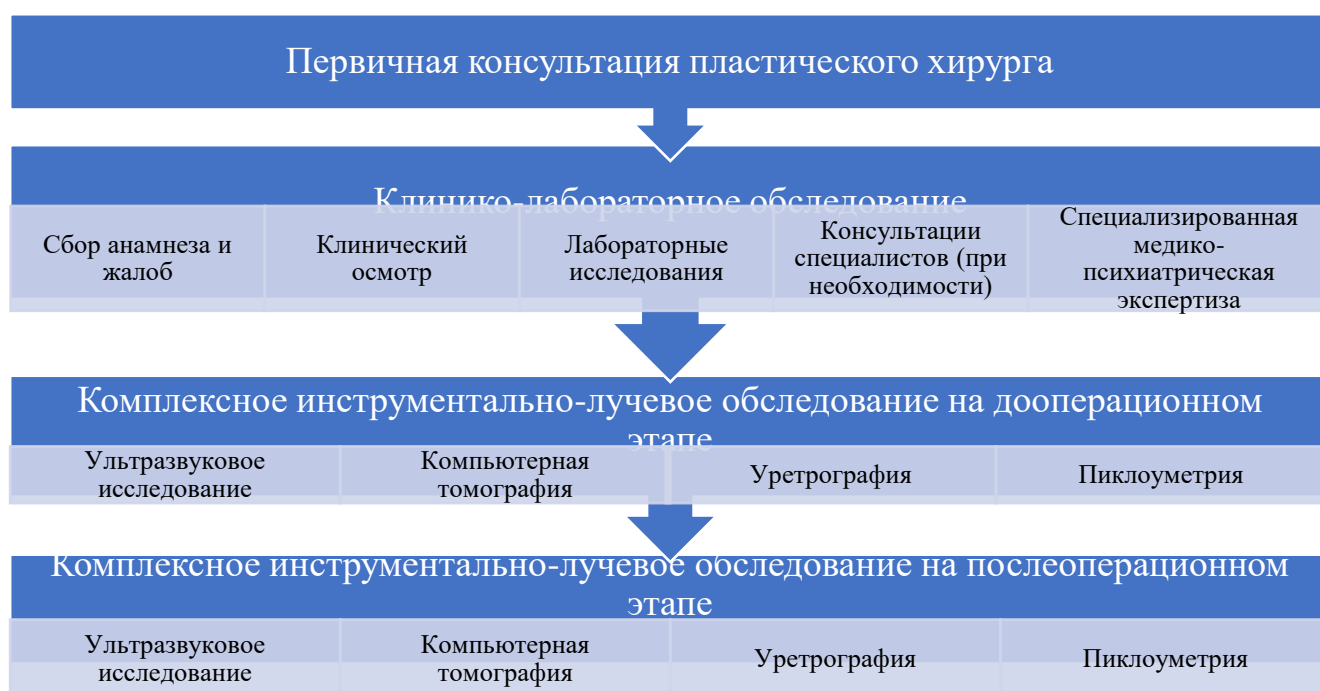 Первичная консультация пластического хирурга
Клинико-лабораторное обследование
Сбор анамнеза и
жалоб
Клинический
осмотр
Лабораторные
исследования
Консультации
специалистов (при
необходимости)
Специализированная
медико-
психиатрическая
экспертиза
Комплексное инструментально-лучевое обследование на дооперационном
этапе
Ультразвуковое
исследование
Компьютерная
томография
Уретрография
Пиклоуметрия
Комплексное инструментально-лучевое обследование на послеоперационном
этапе
Ультразвуковое
исследование
Компьютерная
томография
Уретрография
Пиклоуметрия